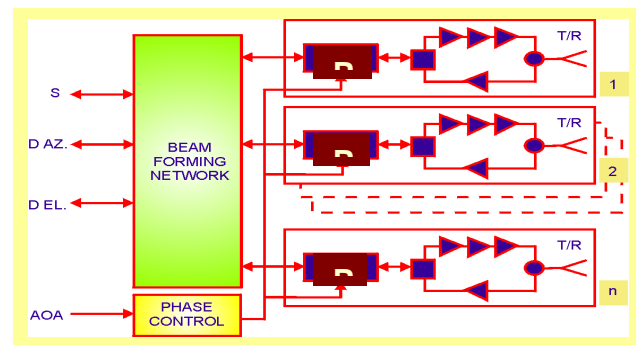 S
D AZ.
D EL.
AOA
BEAM
FORMING
NETWORK
PHASE
CONTROL
T/R
1
T/R
2
T/R
n